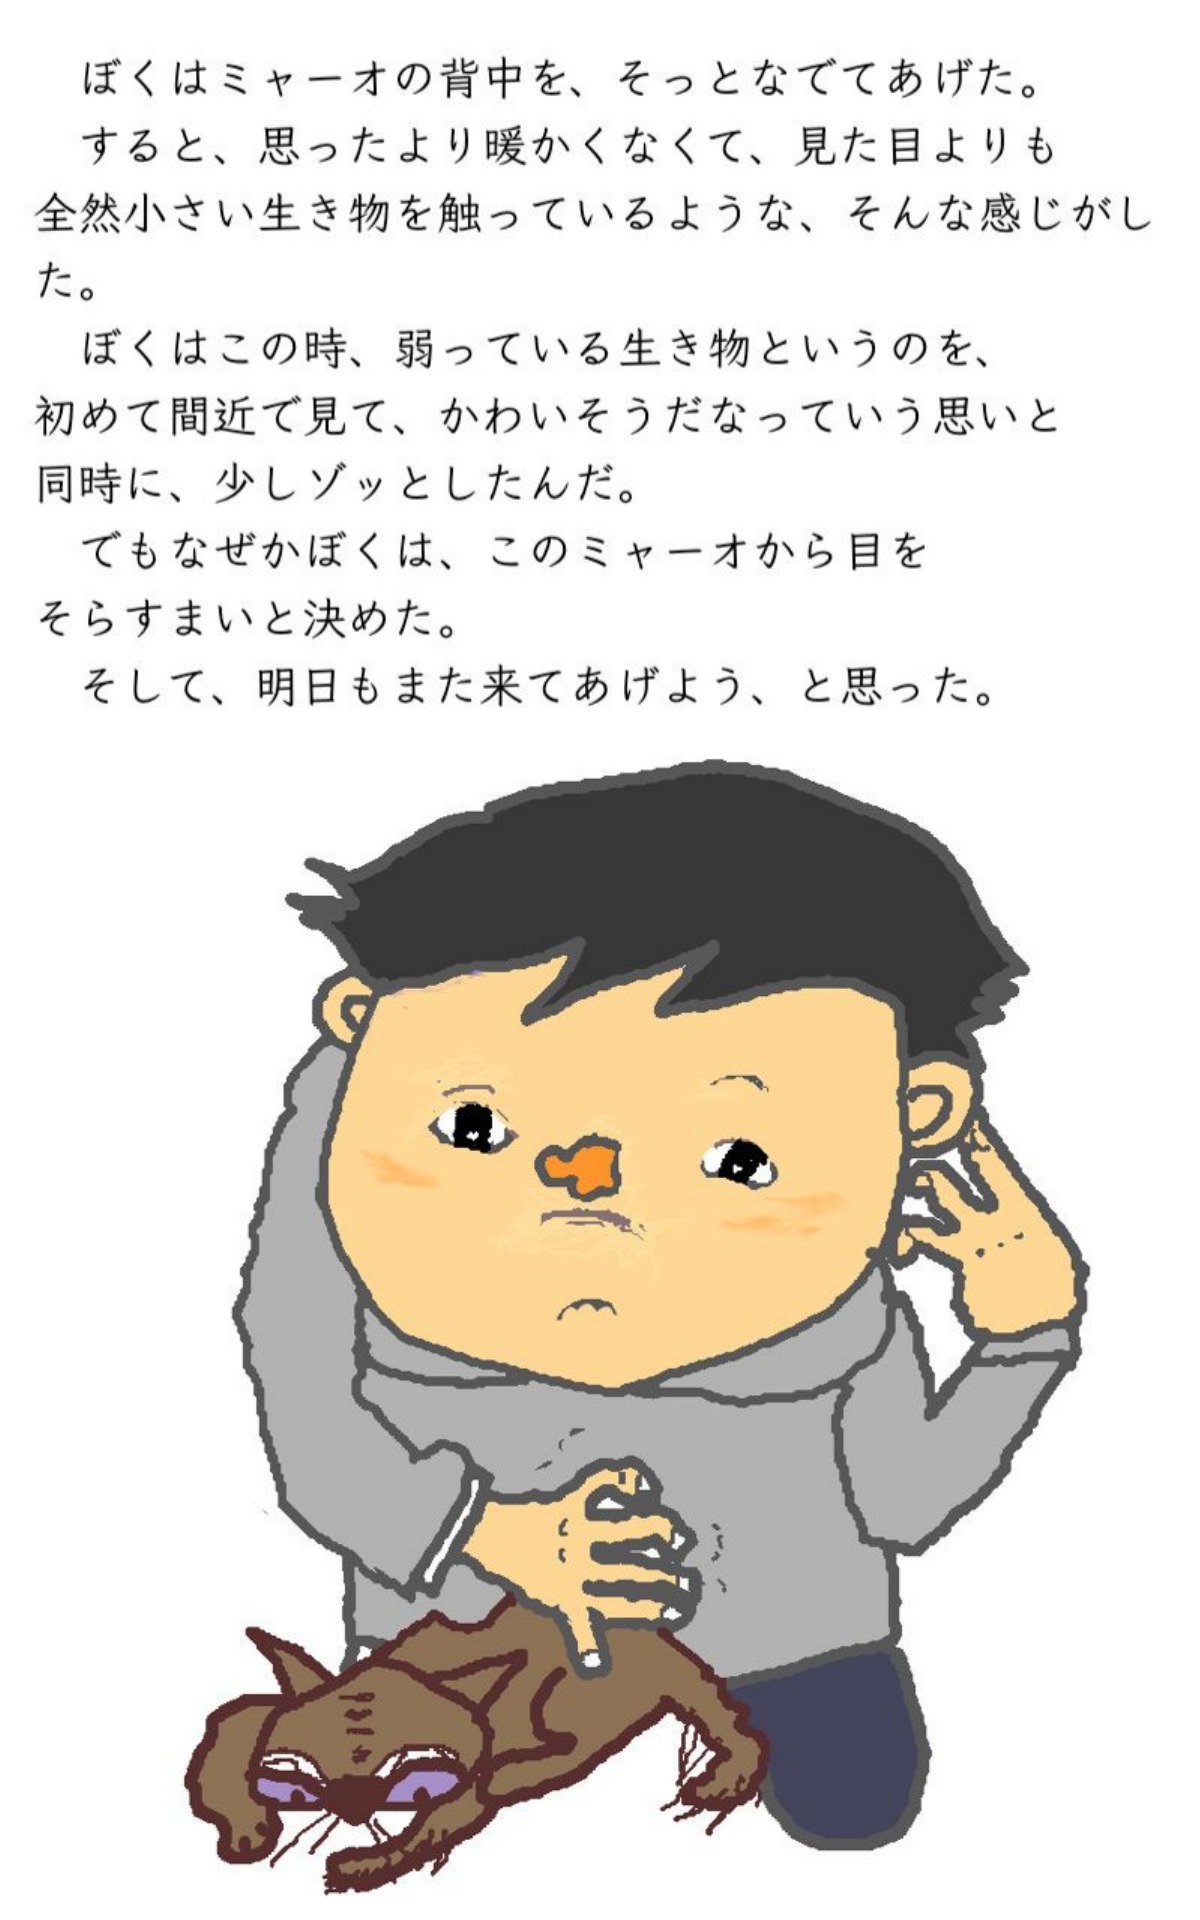 ぼくはミャーオの背中を、そっとなでてあげた。
　すると、思ったより暖かくなくて、見た目よりも
全然小さい生き物を触っているような、そんな感じがし
た。
　ぼくはこの時、弱っている生き物というのを、
初めて間近で見て、かわいそうだなっていう思いと
同時に、少しゾッとしたんだ。
　でもなぜかぼくは、このミャーオから目を
そらすまいと決めた。
　そして、明日もまた来てあげよう、と思った。